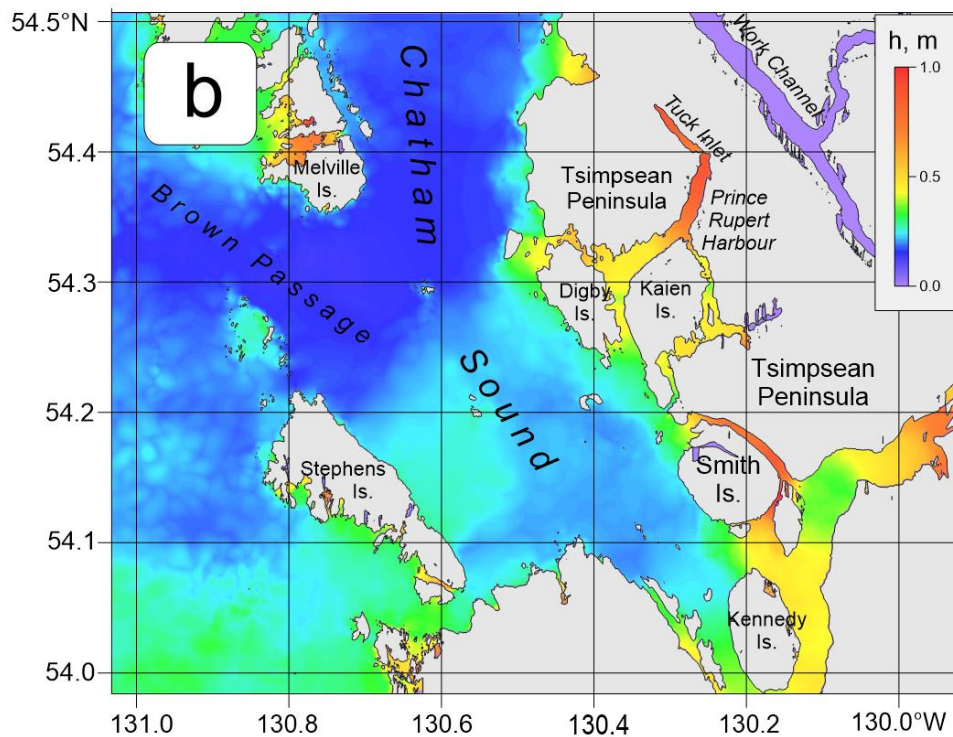 54.5°N
b
Chatham
Work Channel
h, m
1.0
Tuck Inlet
54.4
Melville
Is.
Tsimpsean
Peninsula
0.5
Brown Passage
Prince
Rupert
Harbour
54.3
Digby
Is.
Kaien
Is.
0.0
Sound
Tsimpsean
Peninsula
54.2
Stephens
Is.
Smith
Is.
54.1
Kennedy
Is.
54.0
131.0 130.8 130.6 130.4 130.2 130.0°W